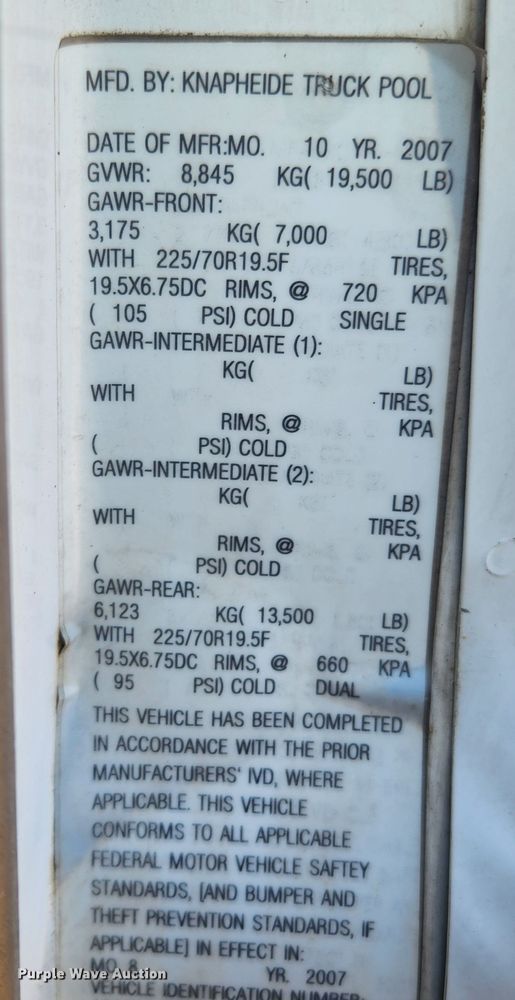 MFD. BY: KNAPHEIDE TRUCK POOL
DATE OF MFR:MO. 10 YR. 2007
GVWR: 8,845 KG( 19,500 LB)
GAWR-FRONT:
3,175 KG( 7,000 LB)
WITH 225/70R19.5F TIRES,
19.5X6.75DC RIMS, @ 720 KPA
( 105 PSI) COLD SINGLE
GAWR-INTERMEDIATE (1):
KG( LB)
WITH TIRES,
RIMS, @ KPA
( PSI) COLD
GAWR-INTERMEDIATE (2):
KG( LB)
WITH TIRES,
RIMS, @ KPA
( PSI) COLD
GAWR-REAR:
6,123 KG( 13,500 LB)
WITH 225/70R19.5F TIRES,
19.5X6.75DC RIMS, @ 660 KPA
( 95 PSI) COLD DUAL
THIS VEHICLE HAS BEEN COMPLETED
IN ACCORDANCE WITH THE PRIOR
MANUFACTURERS' IVD, WHERE
APPLICABLE. THIS VEHICLE
CONFORMS TO ALL APPLICABLE
FEDERAL MOTOR VEHICLE SAFTEY
STANDARDS, [AND BUMPER AND
THEFT PREVENTION STANDARDS, IF
APPLICABLE] IN EFFECT IN:
MO. 8 YR. 2007
Purple Wave Auction
VEHICLE IDENTIFICATION NUMBER: